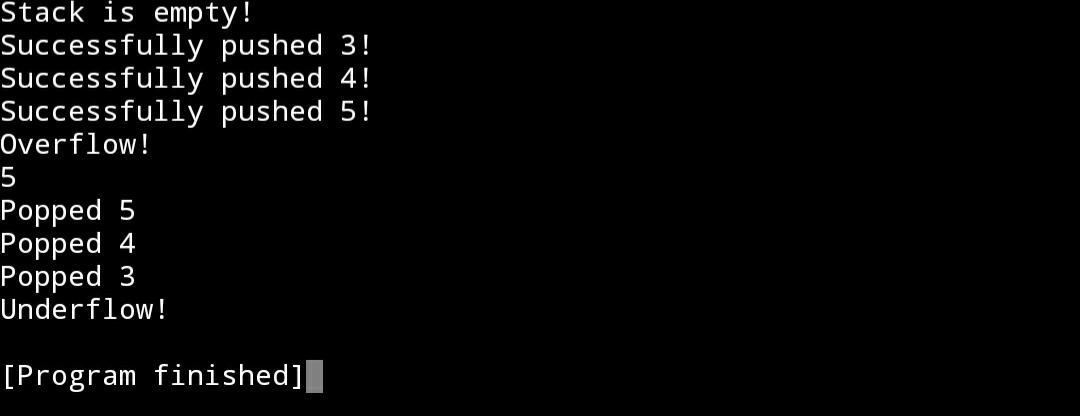 Stack is empty!
Successfully pushed 3!
Successfully pushed 4!
Successfully pushed 5!
Overflow!
5
Popped 5
Popped 4
Popped 3
Underflow!
[Program finished]